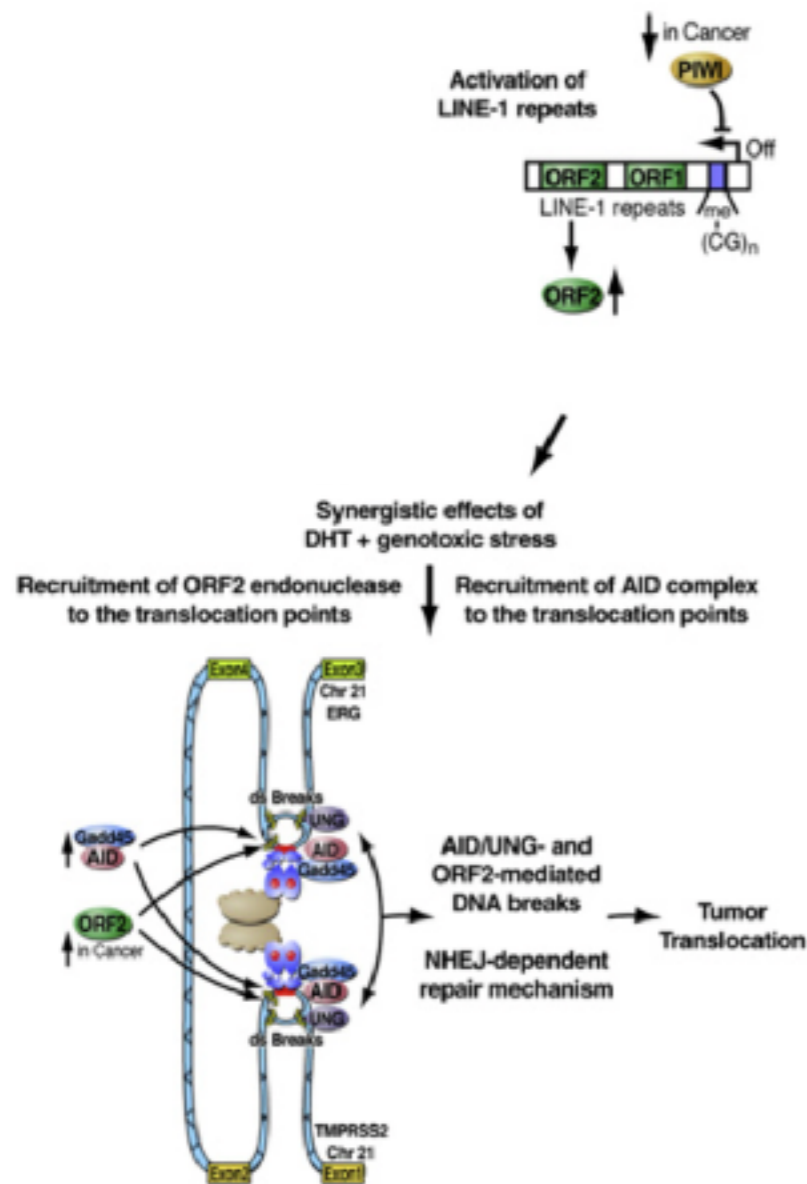 in Cancer
PIWI
Activation of
LINE-1 repeats
Off
ORF2 ORF1
LINE-1 repeats me
(CG)n
ORF2
Synergistic effects of
DHT + genotoxic stress
Recruitment of ORF2 endonuclease
to the translocation points
Recruitment of AID complex
to the translocation points
Exon4 Exon3
Chr 21
ERG
ds Breaks
UNG
Gadd45
AID
AID
Gadd45
ORF2
in Cancer
AID/UNG- and
ORF2-mediated
DNA breaks
NHEJ-dependent
repair mechanism
Tumor
Translocation
Gadd45
AID
UNG
ds Breaks
TMPRSS2
Chr 21
Exon2 Exon1